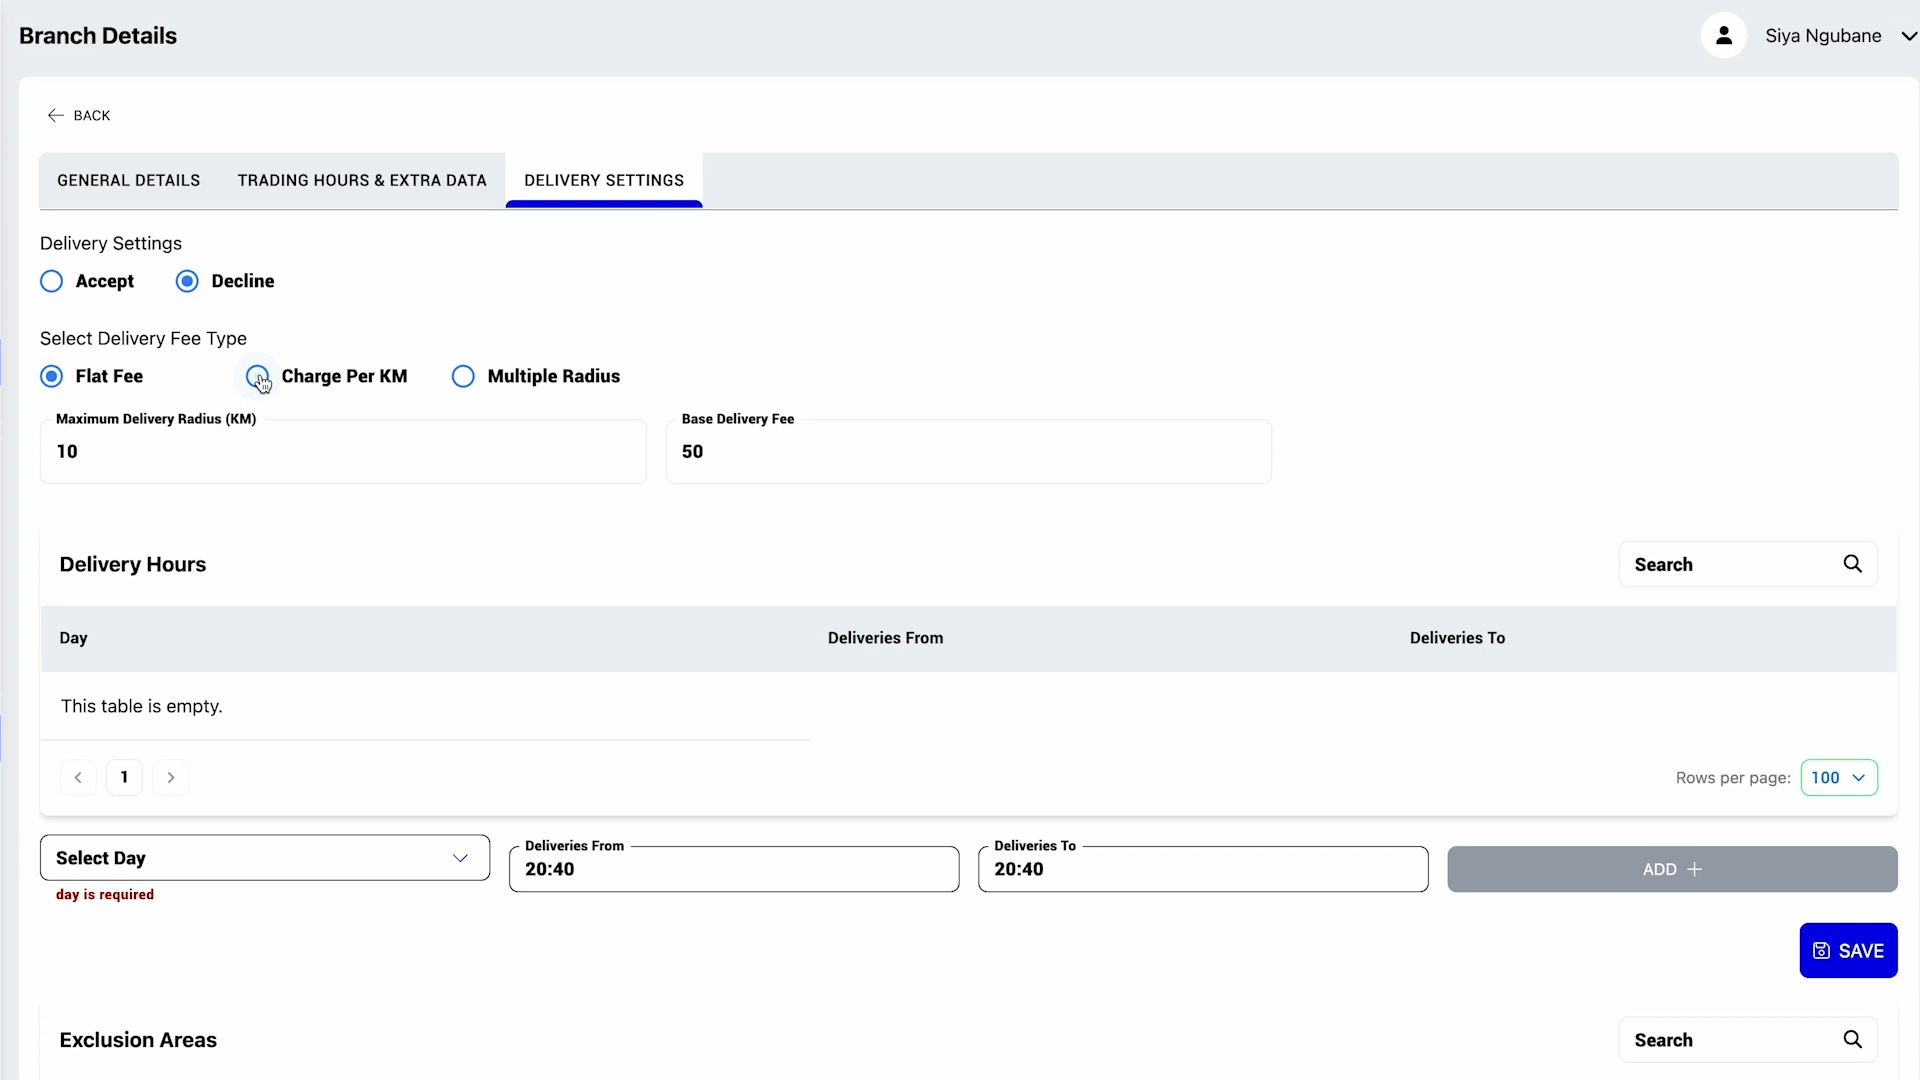 Branch Details
Siya Ngubane
BACK
GENERAL DETAILS
TRADING HOURS & EXTRA DATA
DELIVERY SETTINGS
Delivery Settings
Accept
Decline
Select Delivery Fee Type
Flat Fee
Charge Per KM
Multiple Radius
Maximum Delivery Radius (KM)
10
Base Delivery Fee
50
Delivery Hours
Search
Day
Deliveries From
Deliveries To
This table is empty.
1
Rows per page:
100
Select Day
day is required
Deliveries From
20:40
Deliveries To
20:40
ADD
SAVE
Exclusion Areas
Search